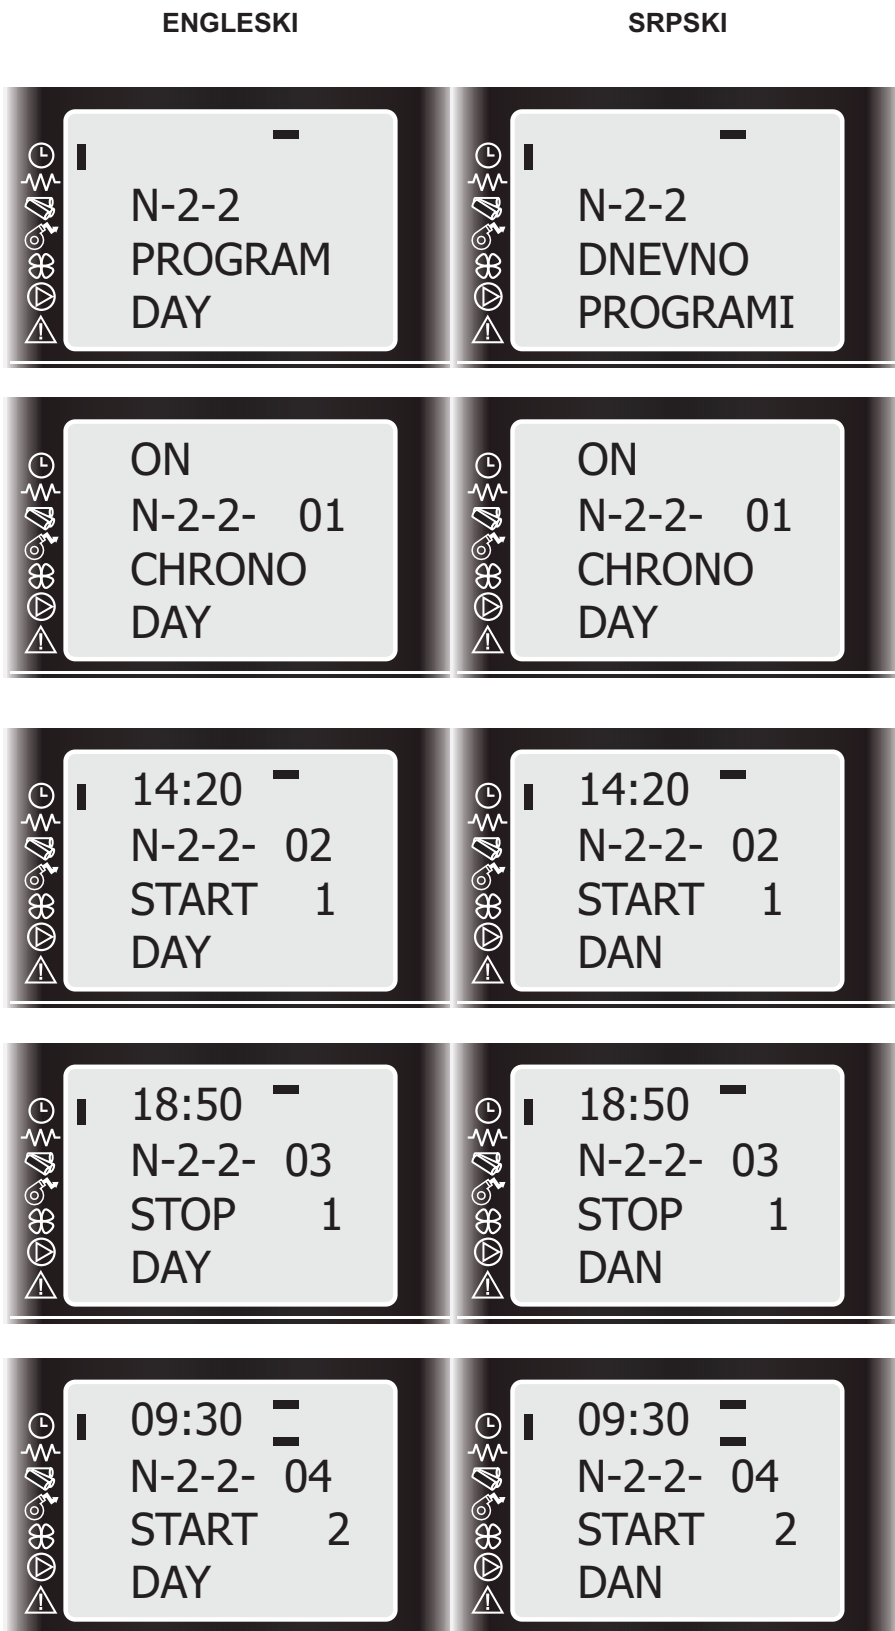 ENGLESKI SRPSKI
N-2-2
PROGRAM
DAY
N-2-2
DNEVNO
PROGRAMI
ON
N-2-2- 01
CHRONO
DAY
ON
N-2-2- 01
CHRONO
DAY
14:20
N-2-2- 02
START 1
DAY
14:20
N-2-2- 02
START 1
DAN
18:50
N-2-2- 03
STOP 1
DAY
18:50
N-2-2- 03
STOP 1
DAN
09:30
N-2-2- 04
START 2
DAY
09:30
N-2-2- 04
START 2
DAN